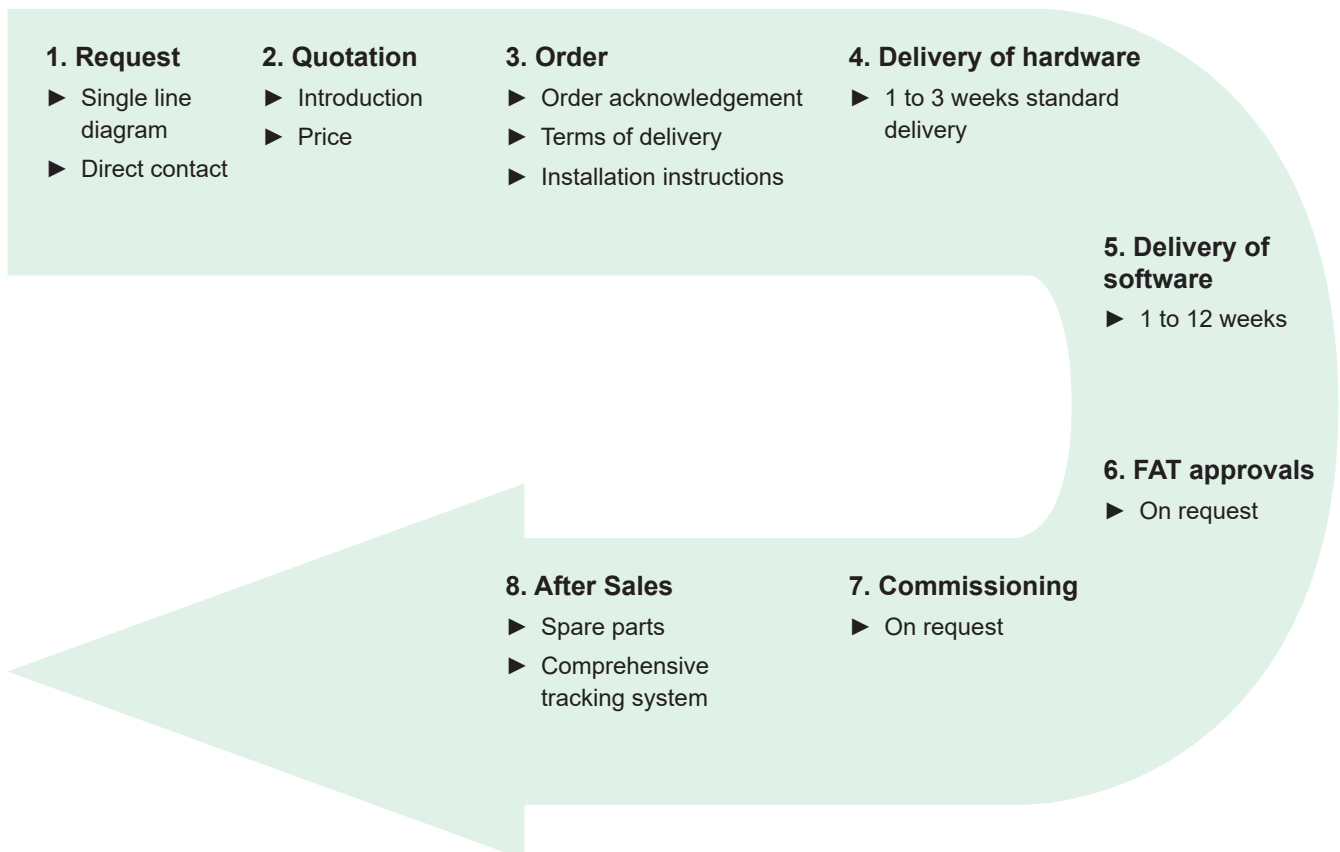 1. Request
► Single line
diagram
► Direct contact
2. Quotation
► Introduction
► Price
3. Order
► Order acknowledgement
► Terms of delivery
► Installation instructions
4. Delivery of hardware
► 1 to 3 weeks standard
delivery
5. Delivery of
software
► 1 to 12 weeks
6. FAT approvals
► On request
7. Commissioning
► On request
8. After Sales
► Spare parts
► Comprehensive
tracking system